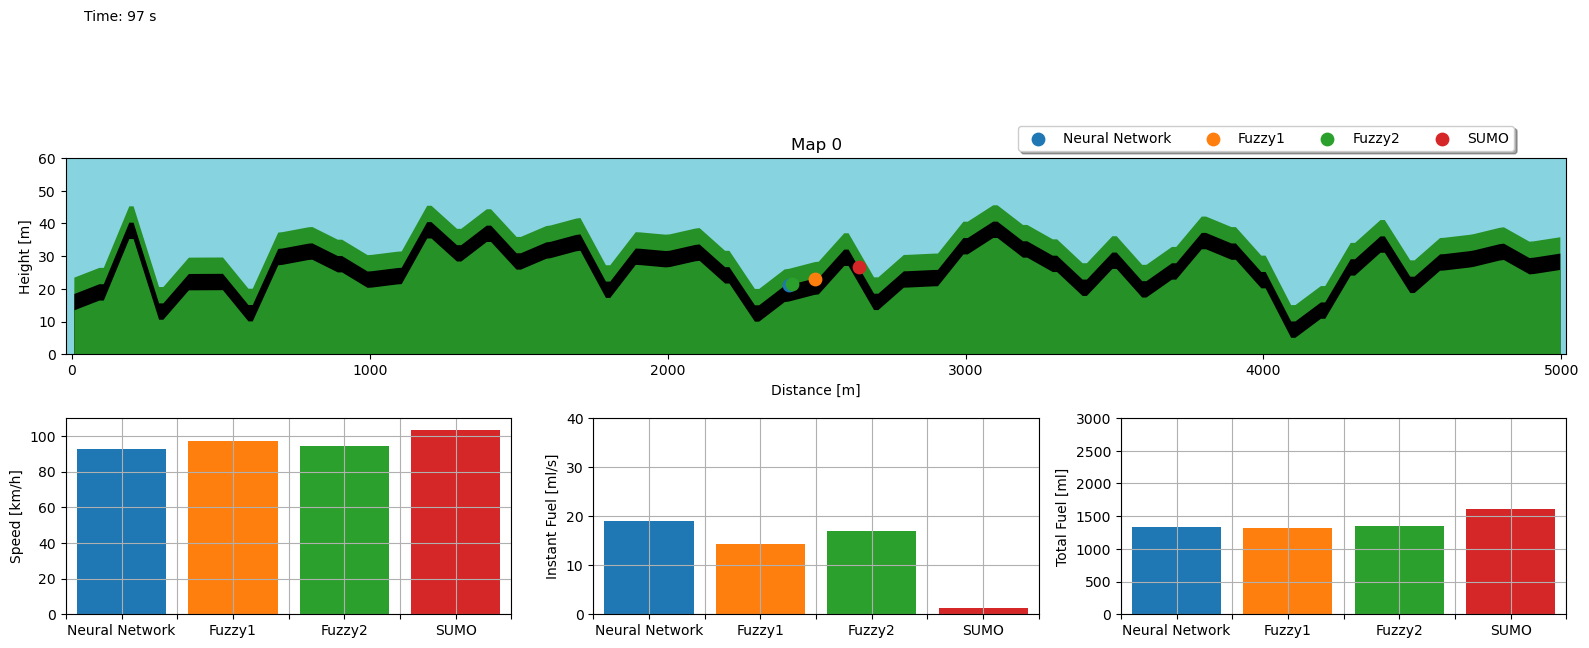 Time: 97 s
Map 0
Neural Network Fuzzy1 Fuzzy2 SUMO
Height [m]
60
50
40
30
20
10
0
0 1000 2000 3000 4000 5000
Distance [m]
Speed [km/h]
100
80
60
40
20
0
Neural Network Fuzzy1 Fuzzy2 SUMO
Instant Fuel [ml/s]
40
30
20
10
0
Neural Network Fuzzy1 Fuzzy2 SUMO
Total Fuel [ml]
3000
2500
2000
1500
1000
500
0
Neural Network Fuzzy1 Fuzzy2 SUMO